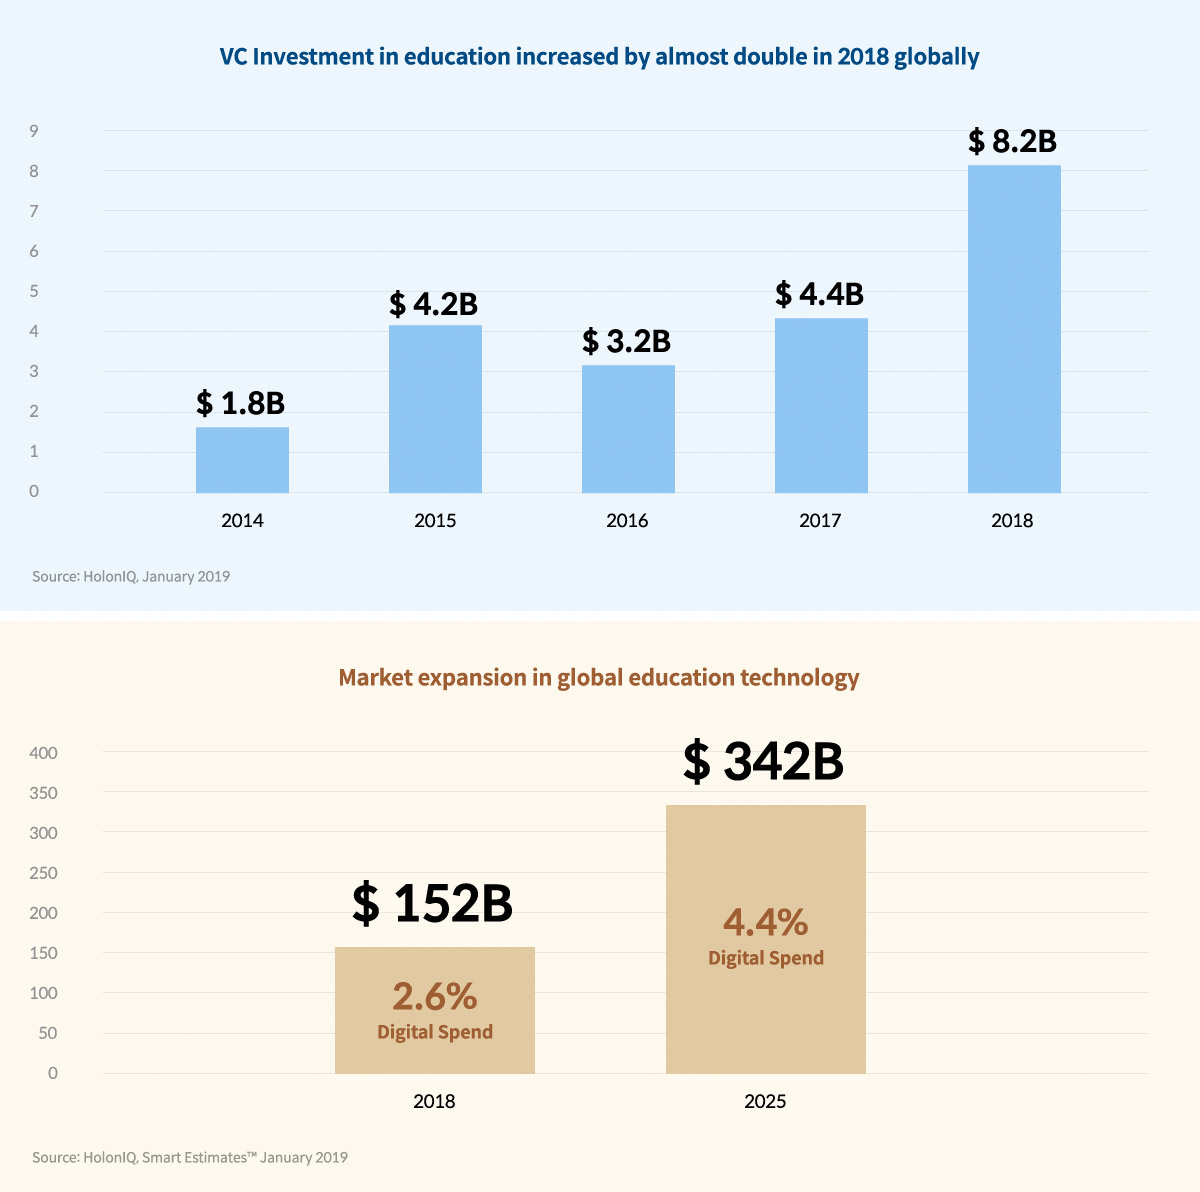 VC Investment in education increased by almost double in 2018 globally
9
8
7
6
5
4
3
2
1
0
$ 1.8B
$ 4.2B
$ 3.2B
$ 4.4B
$ 8.2B
2014
2015
2016
2017
2018
Source: HolonIQ, January 2019
Market expansion in global education technology
400
350
300
250
200
150
100
50
0
$ 152B
2.6%
Digital Spend
$ 342B
4.4%
Digital Spend
2018
2025
Source: HolonIQ, Smart Estimates™ January 2019